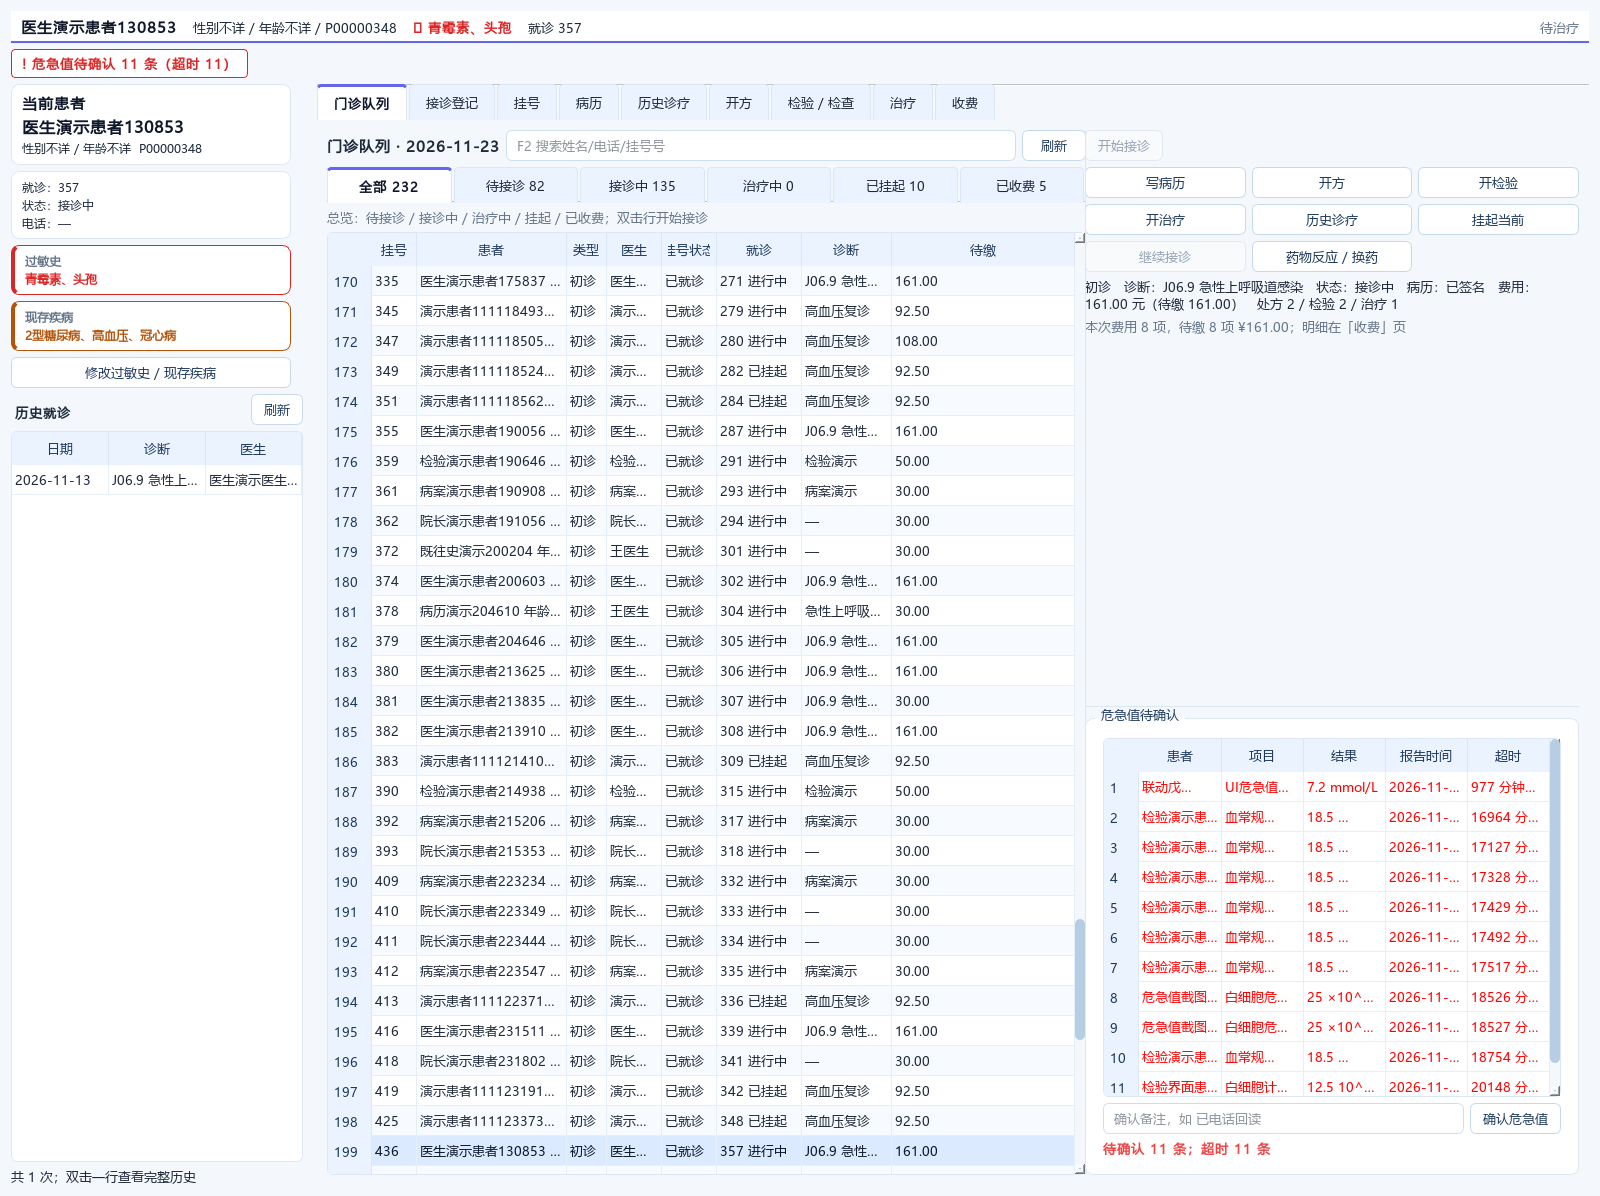 医生演示患者130853 性别不详 / 年龄不详 / P00000348 青霉素、头孢 就诊 357 待治疗
! 危急值待确认 11 条（超时 11）
当前患者
医生演示患者130853
性别不详 / 年龄不详 P00000348
就诊：357
状态：接诊中
电话：—
过敏史
青霉素、头孢
现存疾病
2型糖尿病、高血压、冠心病
修改过敏史 / 现存疾病
历史就诊 刷新
日期 诊断 医生
2026-11-13 J06.9 急性上... 医生演示医生...
共 1 次；双击一行查看完整历史
门诊队列 接诊登记 挂号 病历 历史诊疗 开方 检验 / 检查 治疗 收费
门诊队列 · 2026-11-23 F2 搜索姓名/电话/挂号号 刷新 开始接诊
全部 232 待接诊 82 接诊中 135 治疗中 0 已挂起 10 已收费 5
总览：待接诊 / 接诊中 / 治疗中 / 挂起 / 已收费；双击行开始接诊
挂号 患者 类型 医生 挂号状态 就诊 诊断 待缴
170 335 医生演示患者175837 ... 初诊 医生... 已就诊 271 进行中 J06.9 急性... 161.00
171 345 演示患者111118493... 初诊 演示... 已就诊 279 进行中 高血压复诊 92.50
172 347 演示患者111118505... 初诊 演示... 已就诊 280 进行中 高血压复诊 108.00
173 349 演示患者111118524... 初诊 演示... 已就诊 282 已挂起 高血压复诊 92.50
174 351 演示患者111118562... 初诊 演示... 已就诊 284 已挂起 高血压复诊 92.50
175 355 医生演示患者190056 ... 初诊 医生... 已就诊 287 进行中 J06.9 急性... 161.00
176 359 检验演示患者190646 ... 初诊 检验... 已就诊 291 进行中 检验演示 50.00
177 361 病案演示患者190908 ... 初诊 病案... 已就诊 293 进行中 病案演示 30.00
178 362 院长演示患者191056 ... 初诊 院长... 已就诊 294 进行中 — 30.00
179 372 既往史演示200204 年... 初诊 王医生 已就诊 301 进行中 — 30.00
180 374 医生演示患者200603 ... 初诊 医生... 已就诊 302 进行中 J06.9 急性... 161.00
181 378 病历演示204610 年龄... 初诊 王医生 已就诊 304 进行中 急性上呼吸... 30.00
182 379 医生演示患者204646 ... 初诊 医生... 已就诊 305 进行中 J06.9 急性... 161.00
183 380 医生演示患者213625 ... 初诊 医生... 已就诊 306 进行中 J06.9 急性... 161.00
184 381 医生演示患者213835 ... 初诊 医生... 已就诊 307 进行中 J06.9 急性... 30.00
185 382 医生演示患者213910 ... 初诊 医生... 已就诊 308 进行中 J06.9 急性... 161.00
186 383 演示患者111121410... 初诊 演示... 已就诊 309 已挂起 高血压复诊 92.50
187 390 检验演示患者214938 ... 初诊 检验... 已就诊 315 进行中 检验演示 50.00
188 392 病案演示患者215206 ... 初诊 病案... 已就诊 317 进行中 病案演示 30.00
189 393 院长演示患者215353 ... 初诊 院长... 已就诊 318 进行中 — 30.00
190 409 病案演示患者223234 ... 初诊 病案... 已就诊 332 进行中 病案演示 30.00
191 410 院长演示患者223349 ... 初诊 院长... 已就诊 333 进行中 — 30.00
192 411 院长演示患者223444 ... 初诊 院长... 已就诊 334 进行中 — 30.00
193 412 病案演示患者223547 ... 初诊 病案... 已就诊 335 进行中 病案演示 30.00
194 413 演示患者111122371... 初诊 演示... 已就诊 336 已挂起 高血压复诊 92.50
195 416 医生演示患者231511 ... 初诊 医生... 已就诊 339 进行中 J06.9 急性... 161.00
196 418 院长演示患者231802 ... 初诊 院长... 已就诊 341 进行中 — 30.00
197 419 演示患者111123191... 初诊 演示... 已就诊 342 已挂起 高血压复诊 92.50
198 425 演示患者111123373... 初诊 演示... 已就诊 348 已挂起 高血压复诊 92.50
199 436 医生演示患者130853 ... 初诊 医生... 已就诊 357 进行中 J06.9 急性... 161.00
写病历 开方 开检验
开治疗 历史诊疗 挂起当前
继续接诊 药物反应 / 换药
初诊 诊断：J06.9 急性上呼吸道感染 状态：接诊中 病历：已签名 费用：
161.00 元（待缴 161.00） 处方 2 / 检验 2 / 治疗 1
本次费用 8 项，待缴 8 项 ¥161.00；明细在「收费」页
危急值待确认
患者 项目 结果 报告时间 超时
1 联动戊... UI危急值... 7.2 mmol/L 2026-11-... 977 分钟...
2 检验演示患... 血常规... 18.5 ... 2026-11-... 16964 分...
3 检验演示患... 血常规... 18.5 ... 2026-11-... 17127 分...
4 检验演示患... 血常规... 18.5 ... 2026-11-... 17328 分...
5 检验演示患... 血常规... 18.5 ... 2026-11-... 17429 分...
6 检验演示患... 血常规... 18.5 ... 2026-11-... 17492 分...
7 检验演示患... 血常规... 18.5 ... 2026-11-... 17517 分...
8 危急值截图... 白细胞危... 25 ×10^... 2026-11-... 18526 分...
9 危急值截图... 白细胞危... 25 ×10^... 2026-11-... 18527 分...
10 检验演示患... 血常规... 18.5 ... 2026-11-... 18754 分...
11 检验界面患... 白细胞计... 12.5 10^... 2026-11-... 20148 分...
确认备注，如 已电话回读 确认危急值
待确认 11 条；超时 11 条